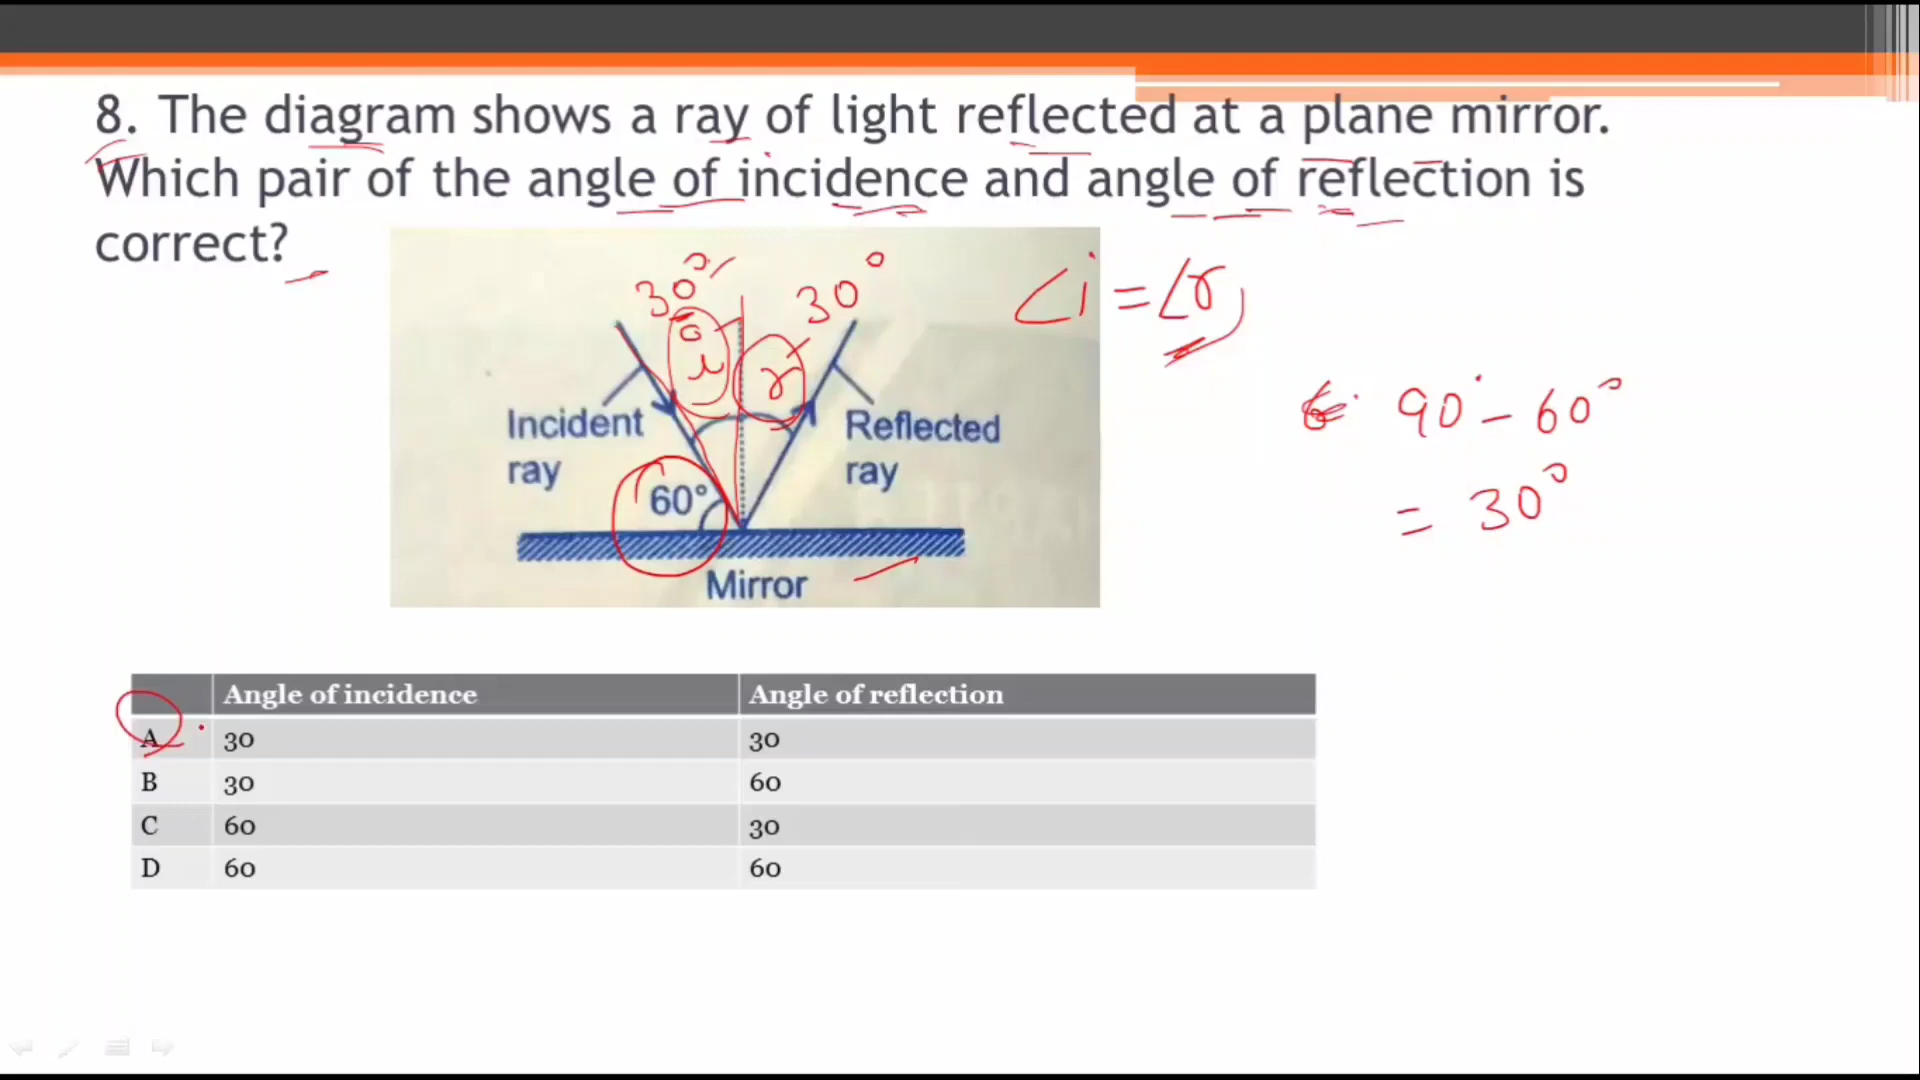 8. The diagram shows a ray of light reflected at a plane mirror.
Which pair of the angle of incidence and angle of reflection is
correct?
30°
30°
∠i = ∠r
i
r
Incident
ray
Reflected
ray
90° - 60°
= 30°
60°
Mirror
Angle of incidence Angle of reflection
A 30 30
B 30 60
C 60 30
D 60 60